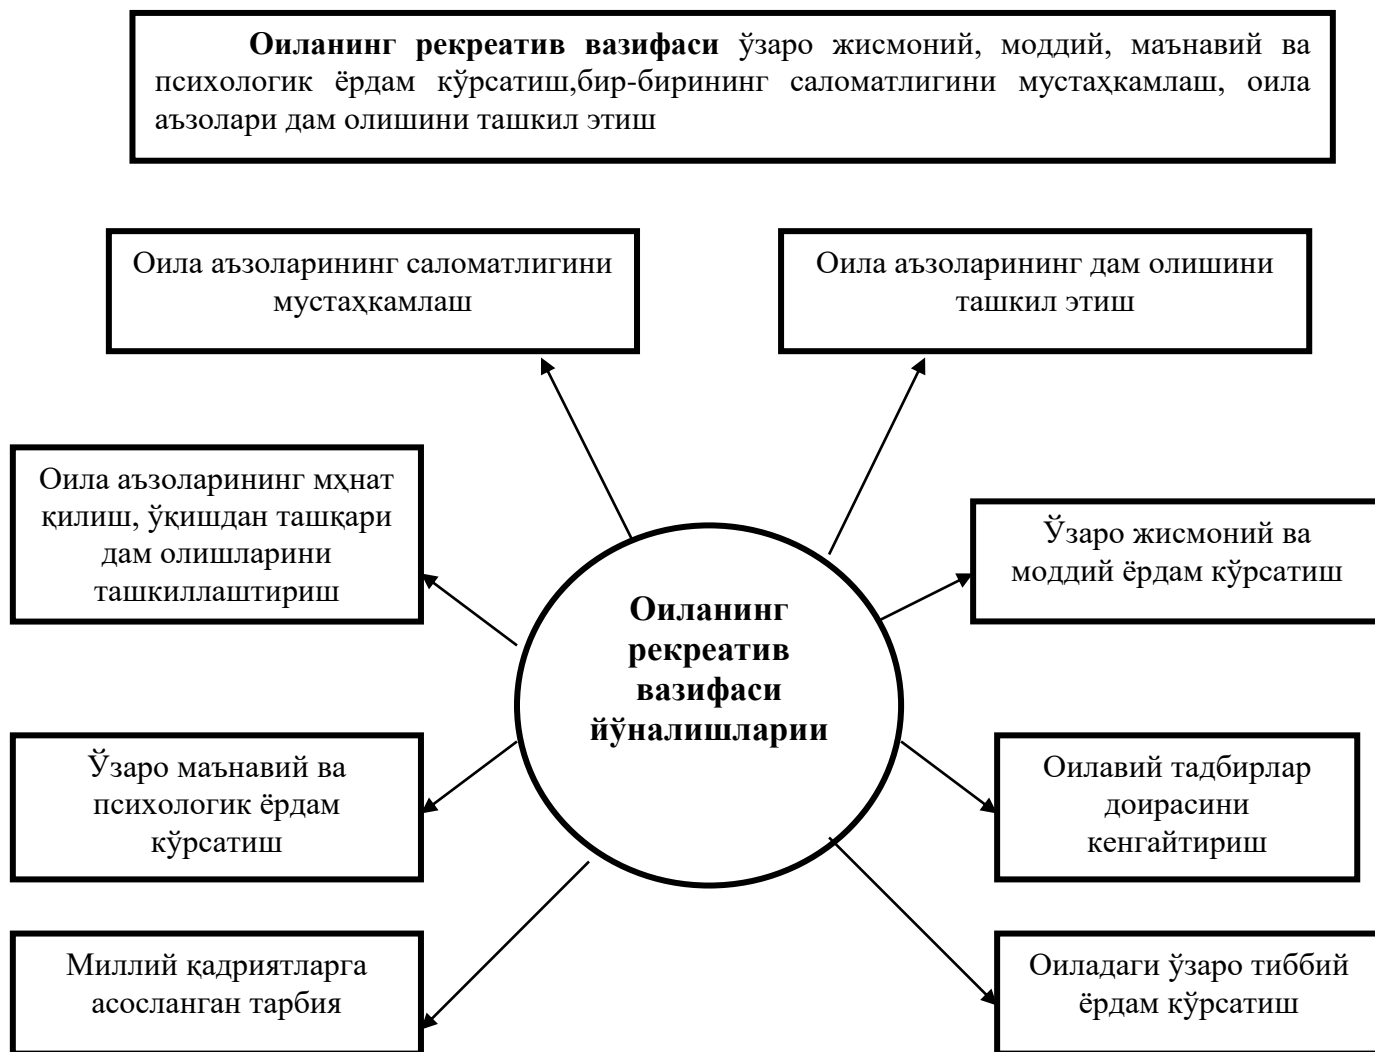 Оиланинг рекреатив вазифаси ўзаро жисмоний, моддий, маънавий ва
психологик ёрдам кўрсатиш,бир-бирининг саломатлигини мустаҳкамлаш, оила
аъзолари дам олишини ташкил этиш
Оила аъзоларининг саломатлигини
мустаҳкамлаш
Оила аъзоларининг дам олишини
ташкил этиш
Оила аъзоларининг мҳнат
қилиш, ўқишдан ташқари
дам олишларини
ташкиллаштириш
Ўзаро жисмоний ва
моддий ёрдам кўрсатиш
Оиланинг
рекреатив
вазифаси
йўналишларии
Ўзаро маънавий ва
психологик ёрдам
кўрсатиш
Оилавий тадбирлар
доирасини
кенгайтириш
Миллий қадриятларга
асосланган тарбия
Оиладаги ўзаро тиббий
ёрдам кўрсатиш